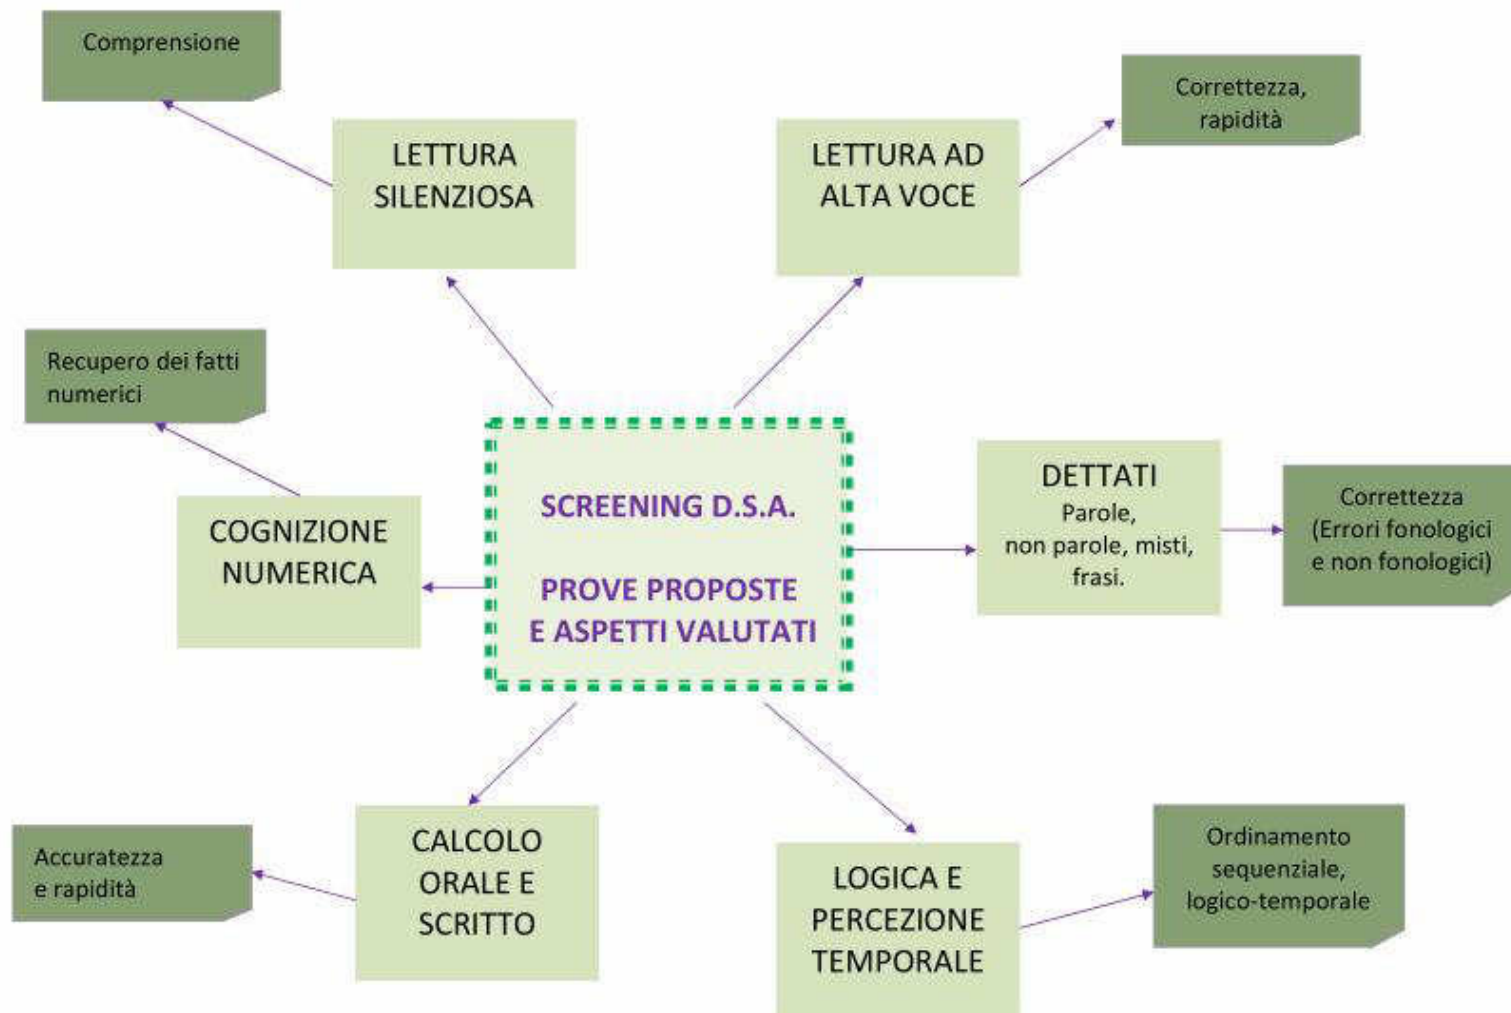 Comprensione
LETTURA
SILENZIOSA
LETTURA AD
ALTA VOCE
Correttezza,
rapidità
Recupero dei fatti
numerici
COGNIZIONE
NUMERICA
SCREENING D.S.A.
PROVE PROPOSTE
E ASPETTI VALUTATI
DETTATI
Parole,
non parole, misti,
frasi.
Correttezza
(Errori fonologici
e non fonologici)
Accuratezza
e rapidità
CALCOLO
ORALE E
SCRITTO
LOGICA E
PERCEZIONE
TEMPORALE
Ordinamento
sequenziale,
logico-temporale